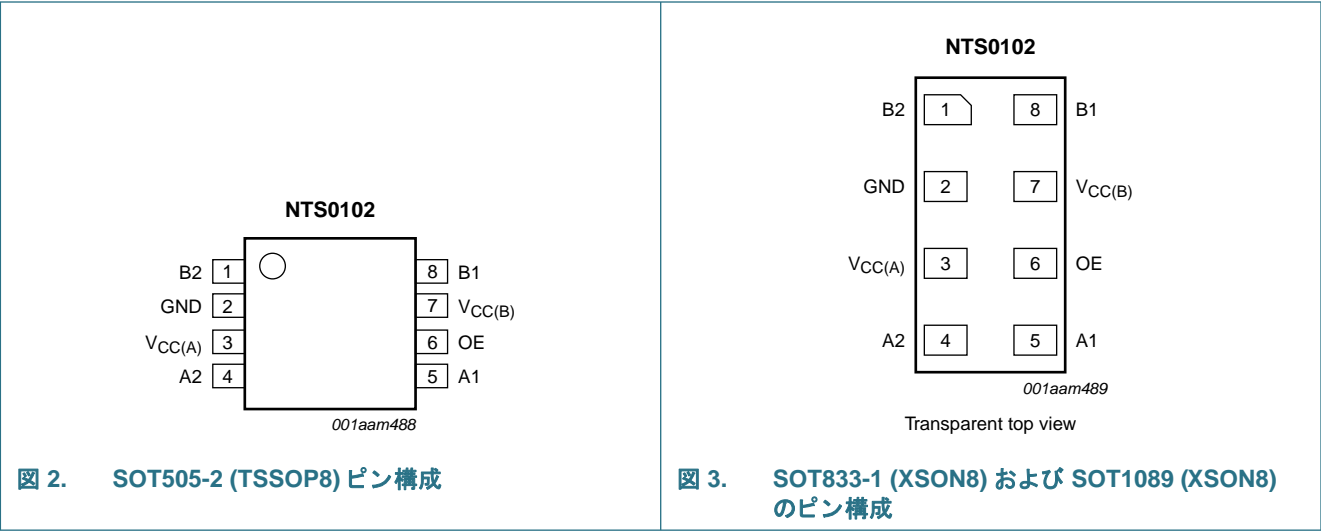 NTS0102
B2 1 8 B1
GND 2 7 VCC(B)
VCC(A) 3 6 OE
A2 4 5 A1
001aam488
図 2. SOT505-2 (TSSOP8) ピン構成
NTS0102
B2 1 8 B1
GND 2 7 VCC(B)
VCC(A) 3 6 OE
A2 4 5 A1
001aam489
Transparent top view
図 3. SOT833-1 (XSON8) および SOT1089 (XSON8)
のピン構成